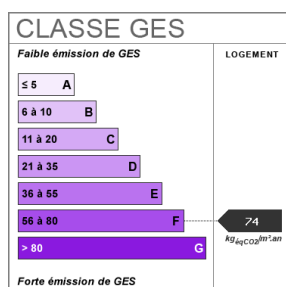 CLASSE GES
Faible émission de GES
LOGEMENT
≤ 5 A
6 à 10 B
11 à 20 C
21 à 35 D
36 à 55 E
56 à 80 F
74
kgéqCO2/m².an
> 80 G
Forte émission de GES